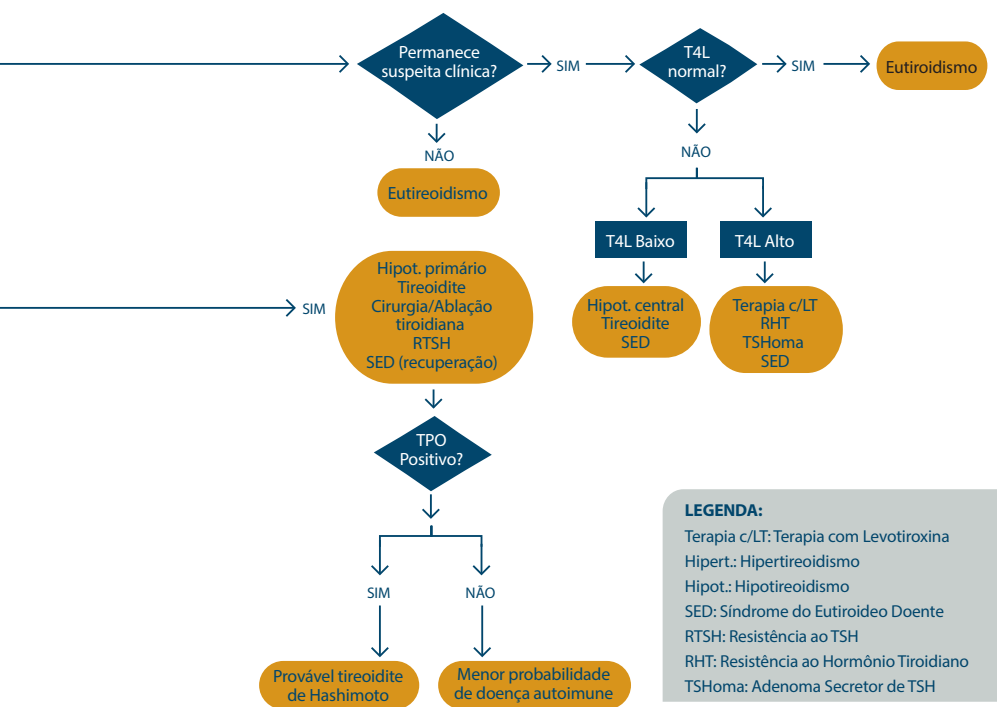 Permanece
suspeita clínica?
SIM
T4L
normal?
SIM
Eutiroidismo
NÃO
Eutireoidismo
NÃO
T4L Baixo
T4L Alto
Hipot. central
Tireoidite
SED
Terapia c/LT
RHT
TSHoma
SED
SIM
Hipot. primário
Tireoidite
Cirurgia/Ablação
tiroidiana
RTSH
SED (recuperação)
TPO
Positivo?
SIM
NÃO
Provável tireoidite
de Hashimoto
Menor probabilidade
de doença autoimune
LEGENDA:
Terapia c/LT: Terapia com Levotiroxina
Hipert.: Hipertireoidismo
Hipot.: Hipotireoidismo
SED: Síndrome do Eutiroideo Doente
RTSH: Resistência ao TSH
RHT: Resistência ao Hormônio Tiroidiano
TSHoma: Adenoma Secretor de TSH